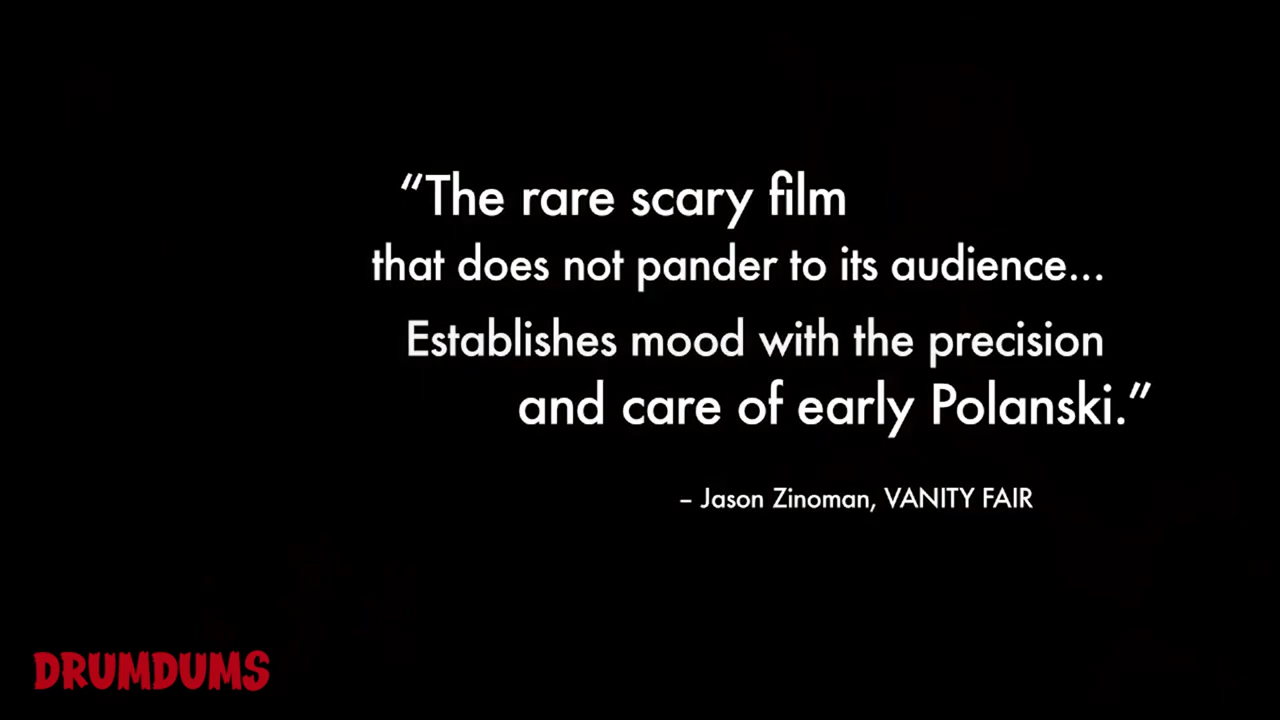 “The rare scary film
that does not pander to its audience...
Establishes mood with the precision
and care of early Polanski.”
– Jason Zinoman, VANITY FAIR
DRUMDUMS